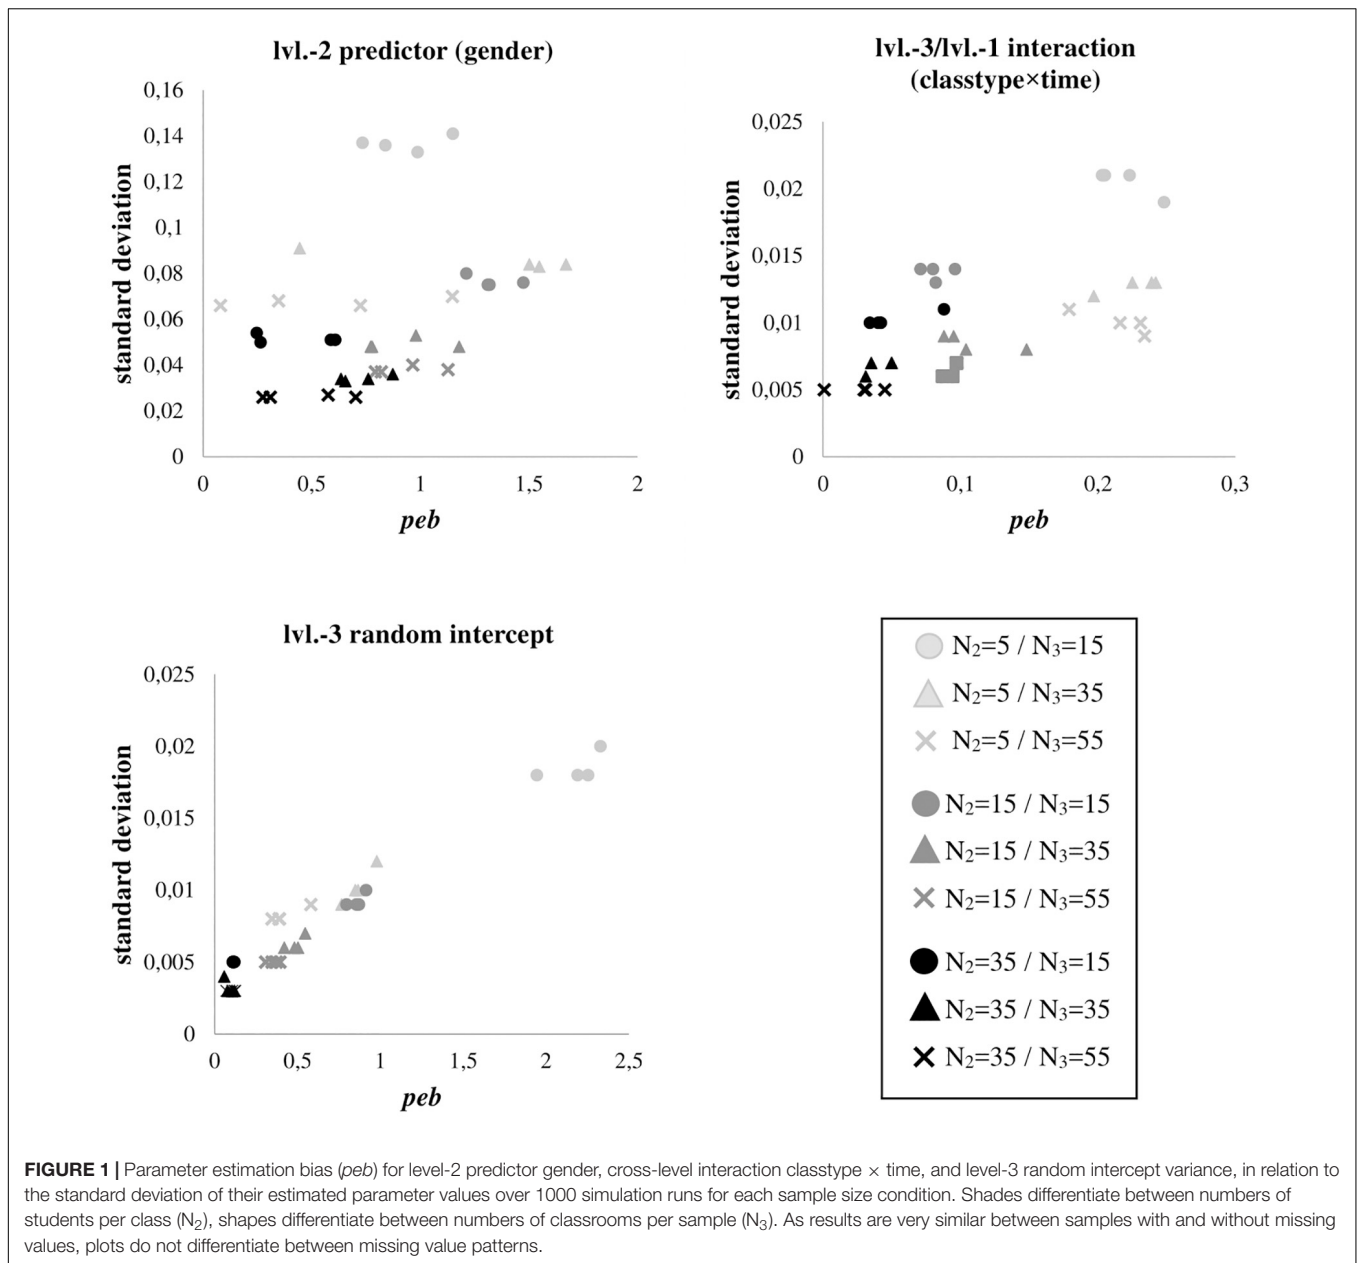 lvl.-2 predictor (gender)
0,16
0,14
0,12
0,1
0,08
0,06
0,04
0,02
0
standard deviation
0 0,5 1 1,5 2
peb
lvl.-3/lvl.-1 interaction
(classtype×time)
0,025
0,02
0,015
0,01
0,005
0
standard deviation
0 0,1 0,2 0,3
peb
lvl.-3 random intercept
0,025
0,02
0,015
0,01
0,005
0
standard deviation
0 0,5 1 1,5 2 2,5
peb
N₂=5 / N₃=15
N₂=5 / N₃=35
N₂=5 / N₃=55
N₂=15 / N₃=15
N₂=15 / N₃=35
N₂=15 / N₃=55
N₂=35 / N₃=15
N₂=35 / N₃=35
N₂=35 / N₃=55
FIGURE 1 | Parameter estimation bias (peb) for level-2 predictor gender, cross-level interaction classtype × time, and level-3 random intercept variance, in relation to
the standard deviation of their estimated parameter values over 1000 simulation runs for each sample size condition. Shades differentiate between numbers of
students per class (N₂), shapes differentiate between numbers of classrooms per sample (N₃). As results are very similar between samples with and without missing
values, plots do not differentiate between missing value patterns.